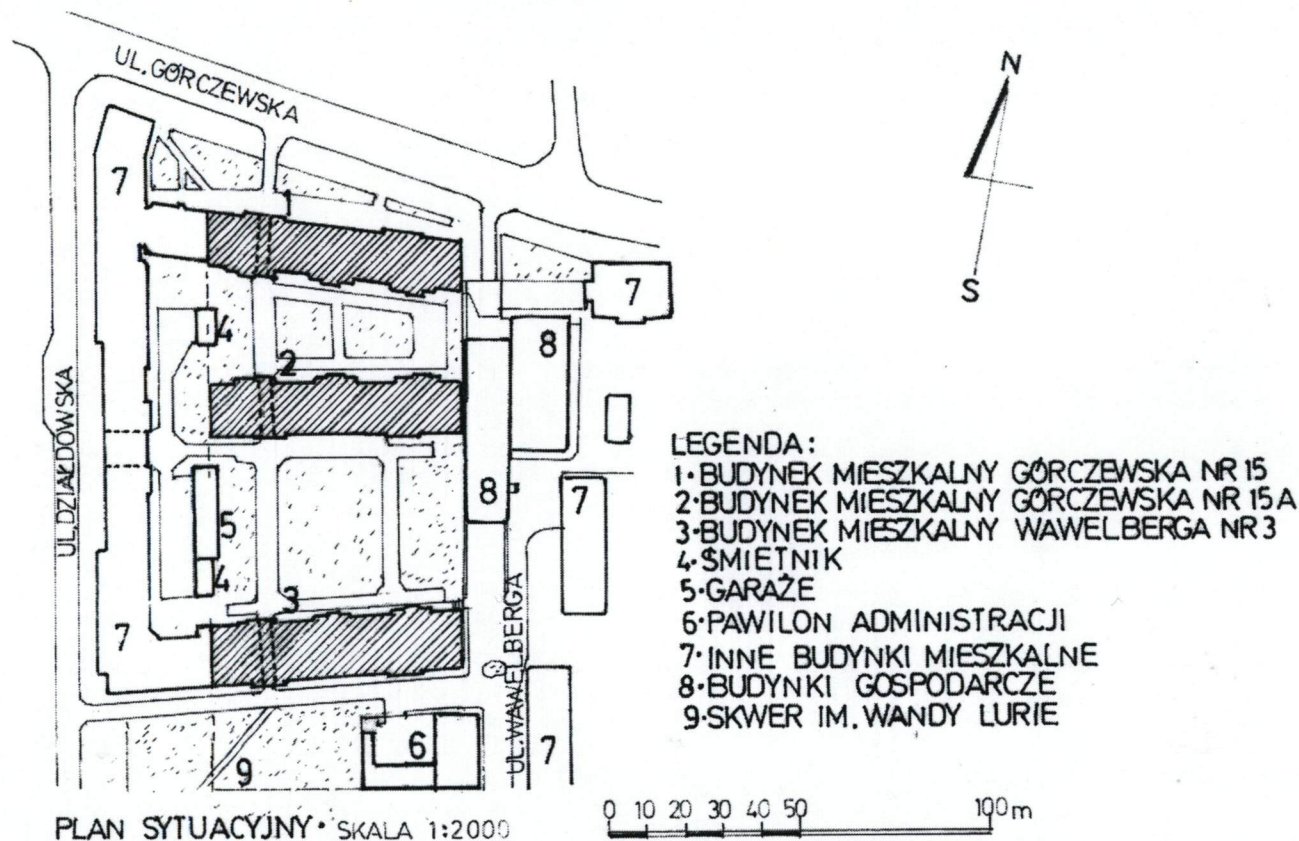 UL. GÓRCZEWSKA
N
S
7
7
4
8
2
UL.DZIAŁDOWSKA
8
7
5
4
3
7
UL.WAWELBERGA
6
7
9
LEGENDA:
1·BUDYNEK MIESZKALNY GÓRCZEWSKA NR 15
2·BUDYNEK MIESZKALNY GÓRCZEWSKA NR 15A
3·BUDYNEK MIESZKALNY WAWELBERGA NR 3
4·ŚMIETNIK
5·GARAŻE
6·PAWILON ADMINISTRACJI
7·INNE BUDYNKI MIESZKALNE
8·BUDYNKI GOSPODARCZE
9·SKWER IM. WANDY LURIE
PLAN SYTUACYJNY· SKALA 1:2000
0 10 20 30 40 50 100m